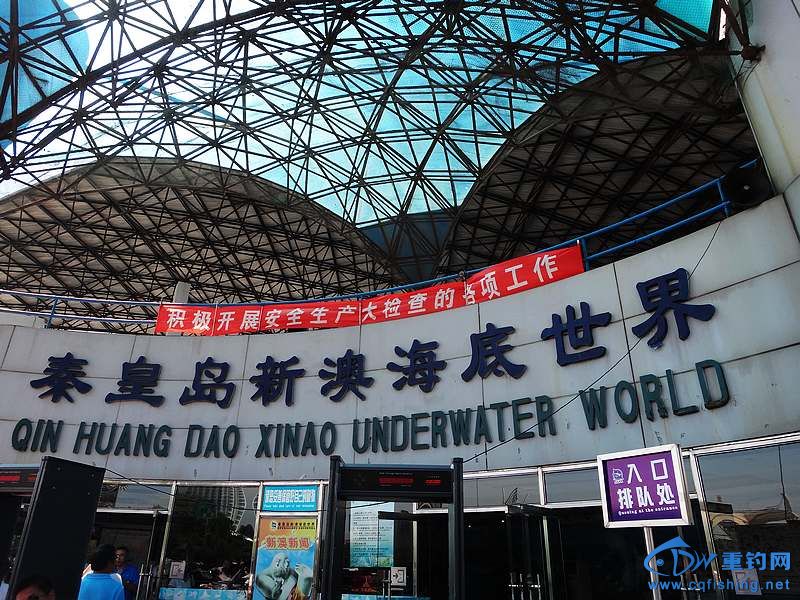 积极开展安全生产大检查的各项工作
秦皇岛新澳海底世界
QIN HUANG DAO XINAO UNDERWATER WORLD
入口
排队处
Queuing at the entrance
新澳新闻
重钓网
www.cqfishing.net